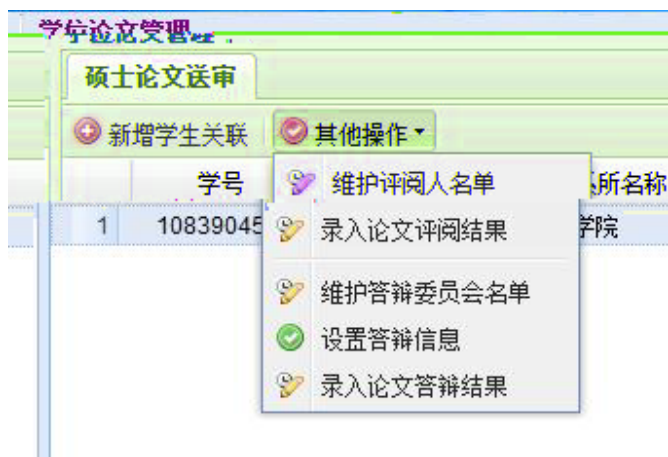 学位论文管理
硕士论文送审
新增学生关联 其他操作
学号 所名称
1 10839045 学院
维护评阅人名单
录入论文评阅结果
维护答辩委员会名单
设置答辩信息
录入论文答辩结果